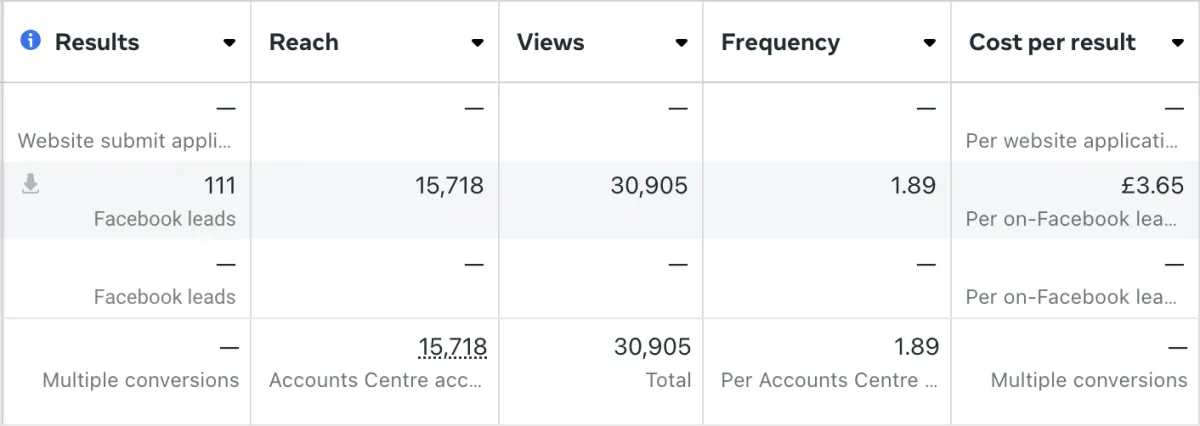 Results Reach Views Frequency Cost per result
— — — — —
Website submit appli... Per website applicati...
111 15,718 30,905 1.89 £3.65
Facebook leads Per on-Facebook lea...
— — — — —
Facebook leads Per on-Facebook lea...
— 15,718 30,905 1.89 —
Multiple conversions Accounts Centre acc... Total Per Accounts Centre ... Multiple conversions